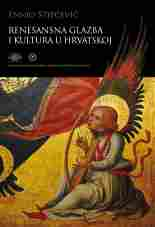 ENNIO STIPČEVIĆ
RENESANSNA GLAZBA
I KULTURA U HRVATSKOJ